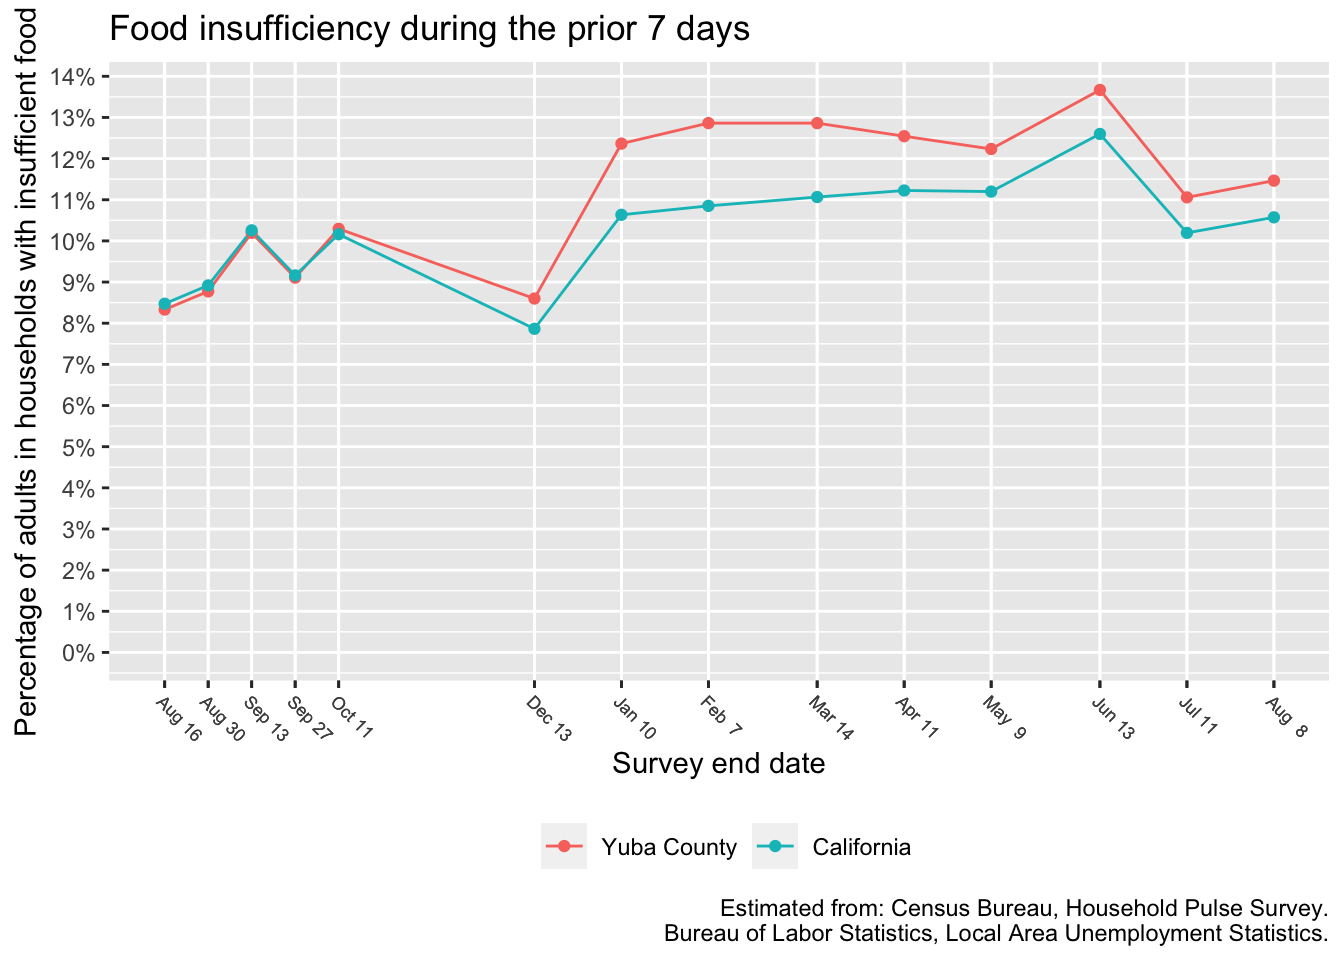 Food insufficiency during the prior 7 days
Percentage of adults in households with insufficient food
14%
13%
12%
11%
10%
9%
8%
7%
6%
5%
4%
3%
2%
1%
0%
Aug 16
Aug 30
Sep 13
Sep 27
Oct 11
Dec 13
Jan 10
Feb 7
Mar 14
Apr 11
May 9
Jun 13
Jul 11
Aug 8
Survey end date
Yuba County
California
Estimated from: Census Bureau, Household Pulse Survey.
Bureau of Labor Statistics, Local Area Unemployment Statistics.